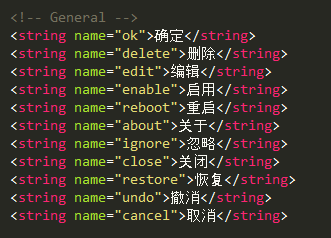 <!-- General -->
<string name="ok">确定</string>
<string name="delete">删除</string>
<string name="edit">编辑</string>
<string name="enable">启用</string>
<string name="reboot">重启</string>
<string name="about">关于</string>
<string name="ignore">忽略</string>
<string name="close">关闭</string>
<string name="restore">恢复</string>
<string name="undo">撤消</string>
<string name="cancel">取消</string>